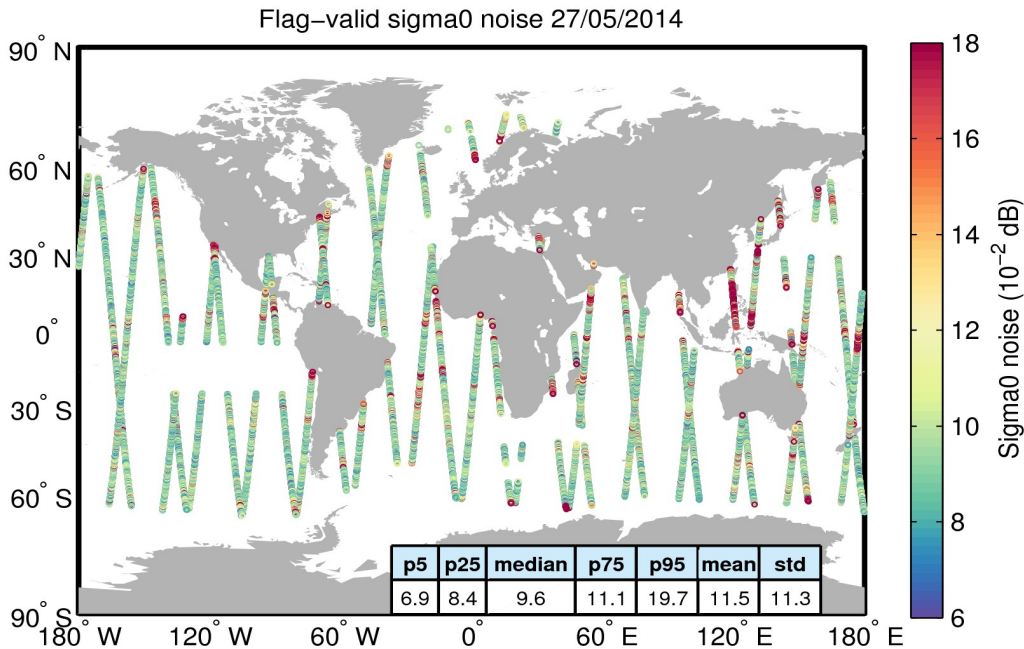 Flag−valid sigma0 noise 27/05/2014
90° N
60° N
30° N
0°
30° S
60° S
90° S
180° W
120° W
60° W
0°
60° E
120° E
180° E
p5 p25 median p75 p95 mean std
6.9 8.4 9.6 11.1 19.7 11.5 11.3
18
16
14
12
10
8
6
Sigma0 noise (10⁻² dB)